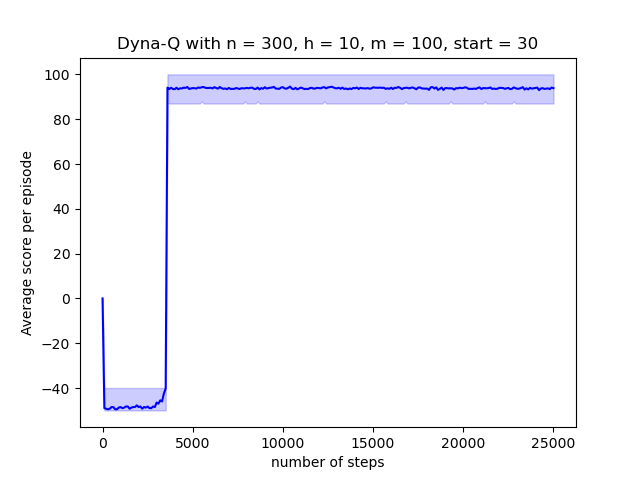 Dyna-Q with n = 300, h = 10, m = 100, start = 30
100
80
60
40
20
0
−20
−40
Average score per episode
0 5000 10000 15000 20000 25000
number of steps